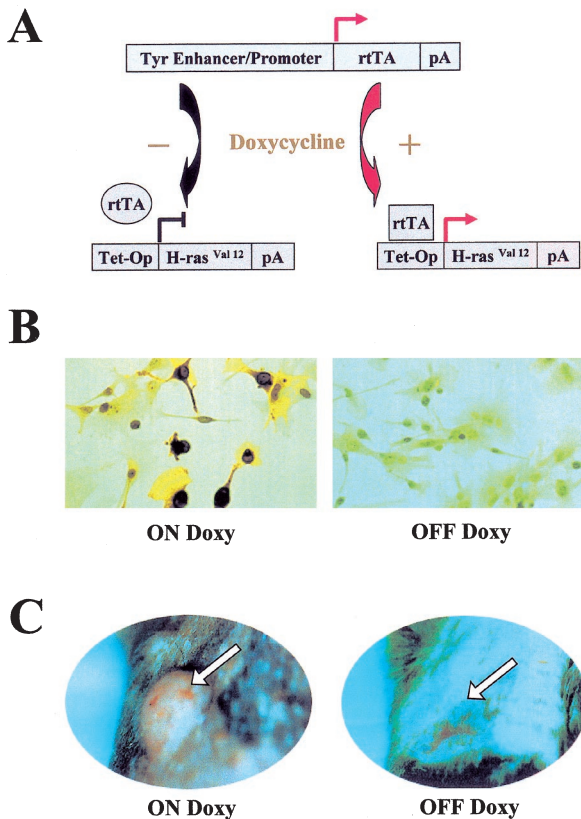 A
Tyr Enhancer/Promoter rtTA pA
− Doxycycline +
rtTA rtTA
Tet-Op H-ras Val 12 pA Tet-Op H-ras Val 12 pA
B
ON Doxy OFF Doxy
C
ON Doxy OFF Doxy